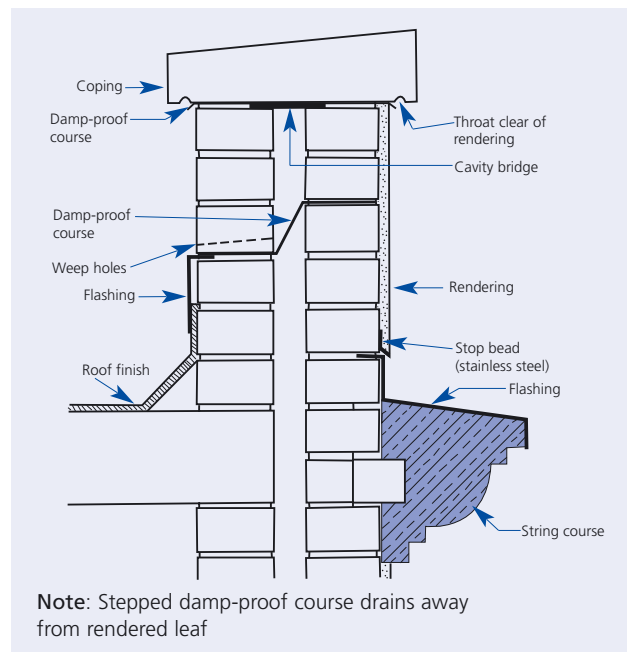 Coping
Damp-proof
course
Throat clear of
rendering
Cavity bridge
Damp-proof
course
Weep holes
Flashing
Rendering
Stop bead
(stainless steel)
Roof finish
Flashing
String course
Note: Stepped damp-proof course drains away
from rendered leaf